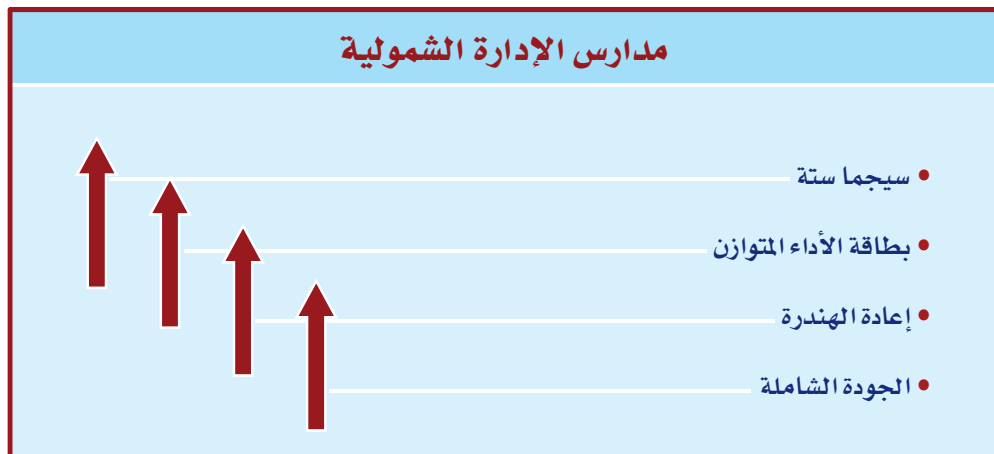 مدارس الإدارة الشمولية
• سيجما ستة
• بطاقة الأداء المتوازن
• إعادة الهندرة
• الجودة الشاملة